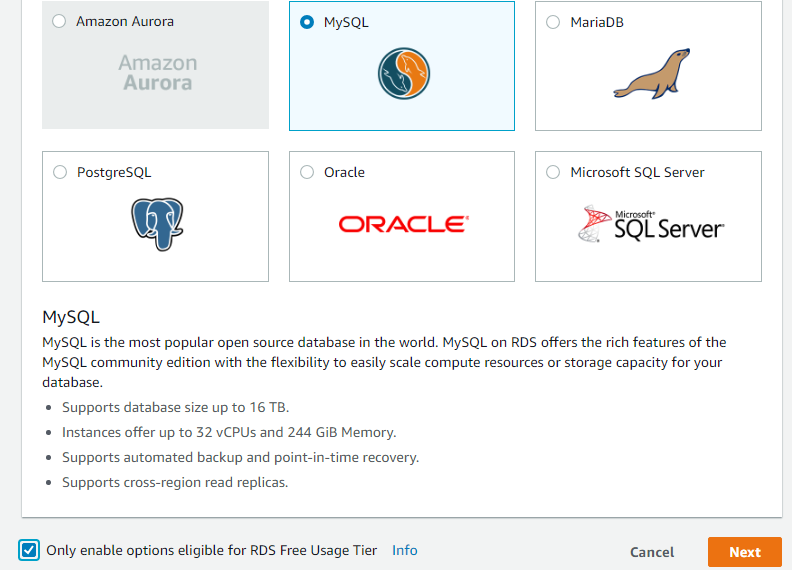 Amazon Aurora
MySQL
MariaDB
Amazon
Aurora
PostgreSQL
Oracle
Microsoft SQL Server
ORACLE
Microsoft
SQL Server
MySQL
MySQL is the most popular open source database in the world. MySQL on RDS offers the rich features of the
MySQL community edition with the flexibility to easily scale compute resources or storage capacity for your
database.
• Supports database size up to 16 TB.
• Instances offer up to 32 vCPUs and 244 GiB Memory.
• Supports automated backup and point-in-time recovery.
• Supports cross-region read replicas.
Only enable options eligible for RDS Free Usage Tier Info
Cancel
Next